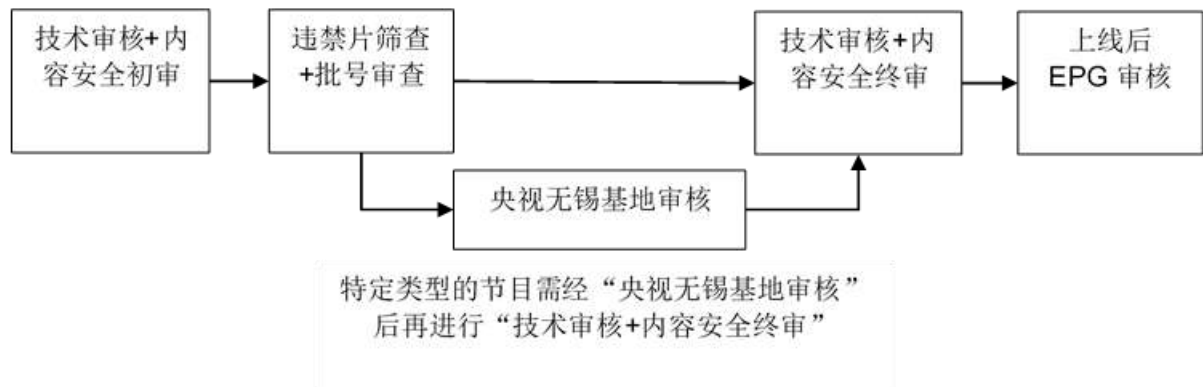 技术审核+内
容安全初审
违禁片筛查
+批号审查
技术审核+内
容安全终审
上线后
EPG 审核
央视无锡基地审核
特定类型的节目需经“央视无锡基地审核”
后再进行“技术审核+内容安全终审”